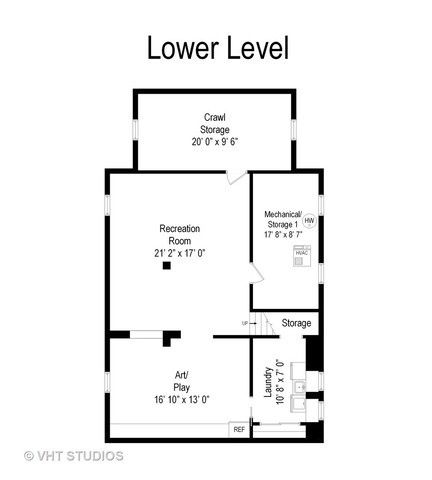 Lower Level
Crawl
Storage
20' 0" x 9' 6"
Recreation
Room
21' 2" x 17' 0"
Mechanical/
Storage 1
17' 8" x 8' 7"
HW
HVAC
UP
Storage
Art/
Play
16' 10" x 13' 0"
Laundry
10' 8" x 7' 0"
REF
© VHT STUDIOS